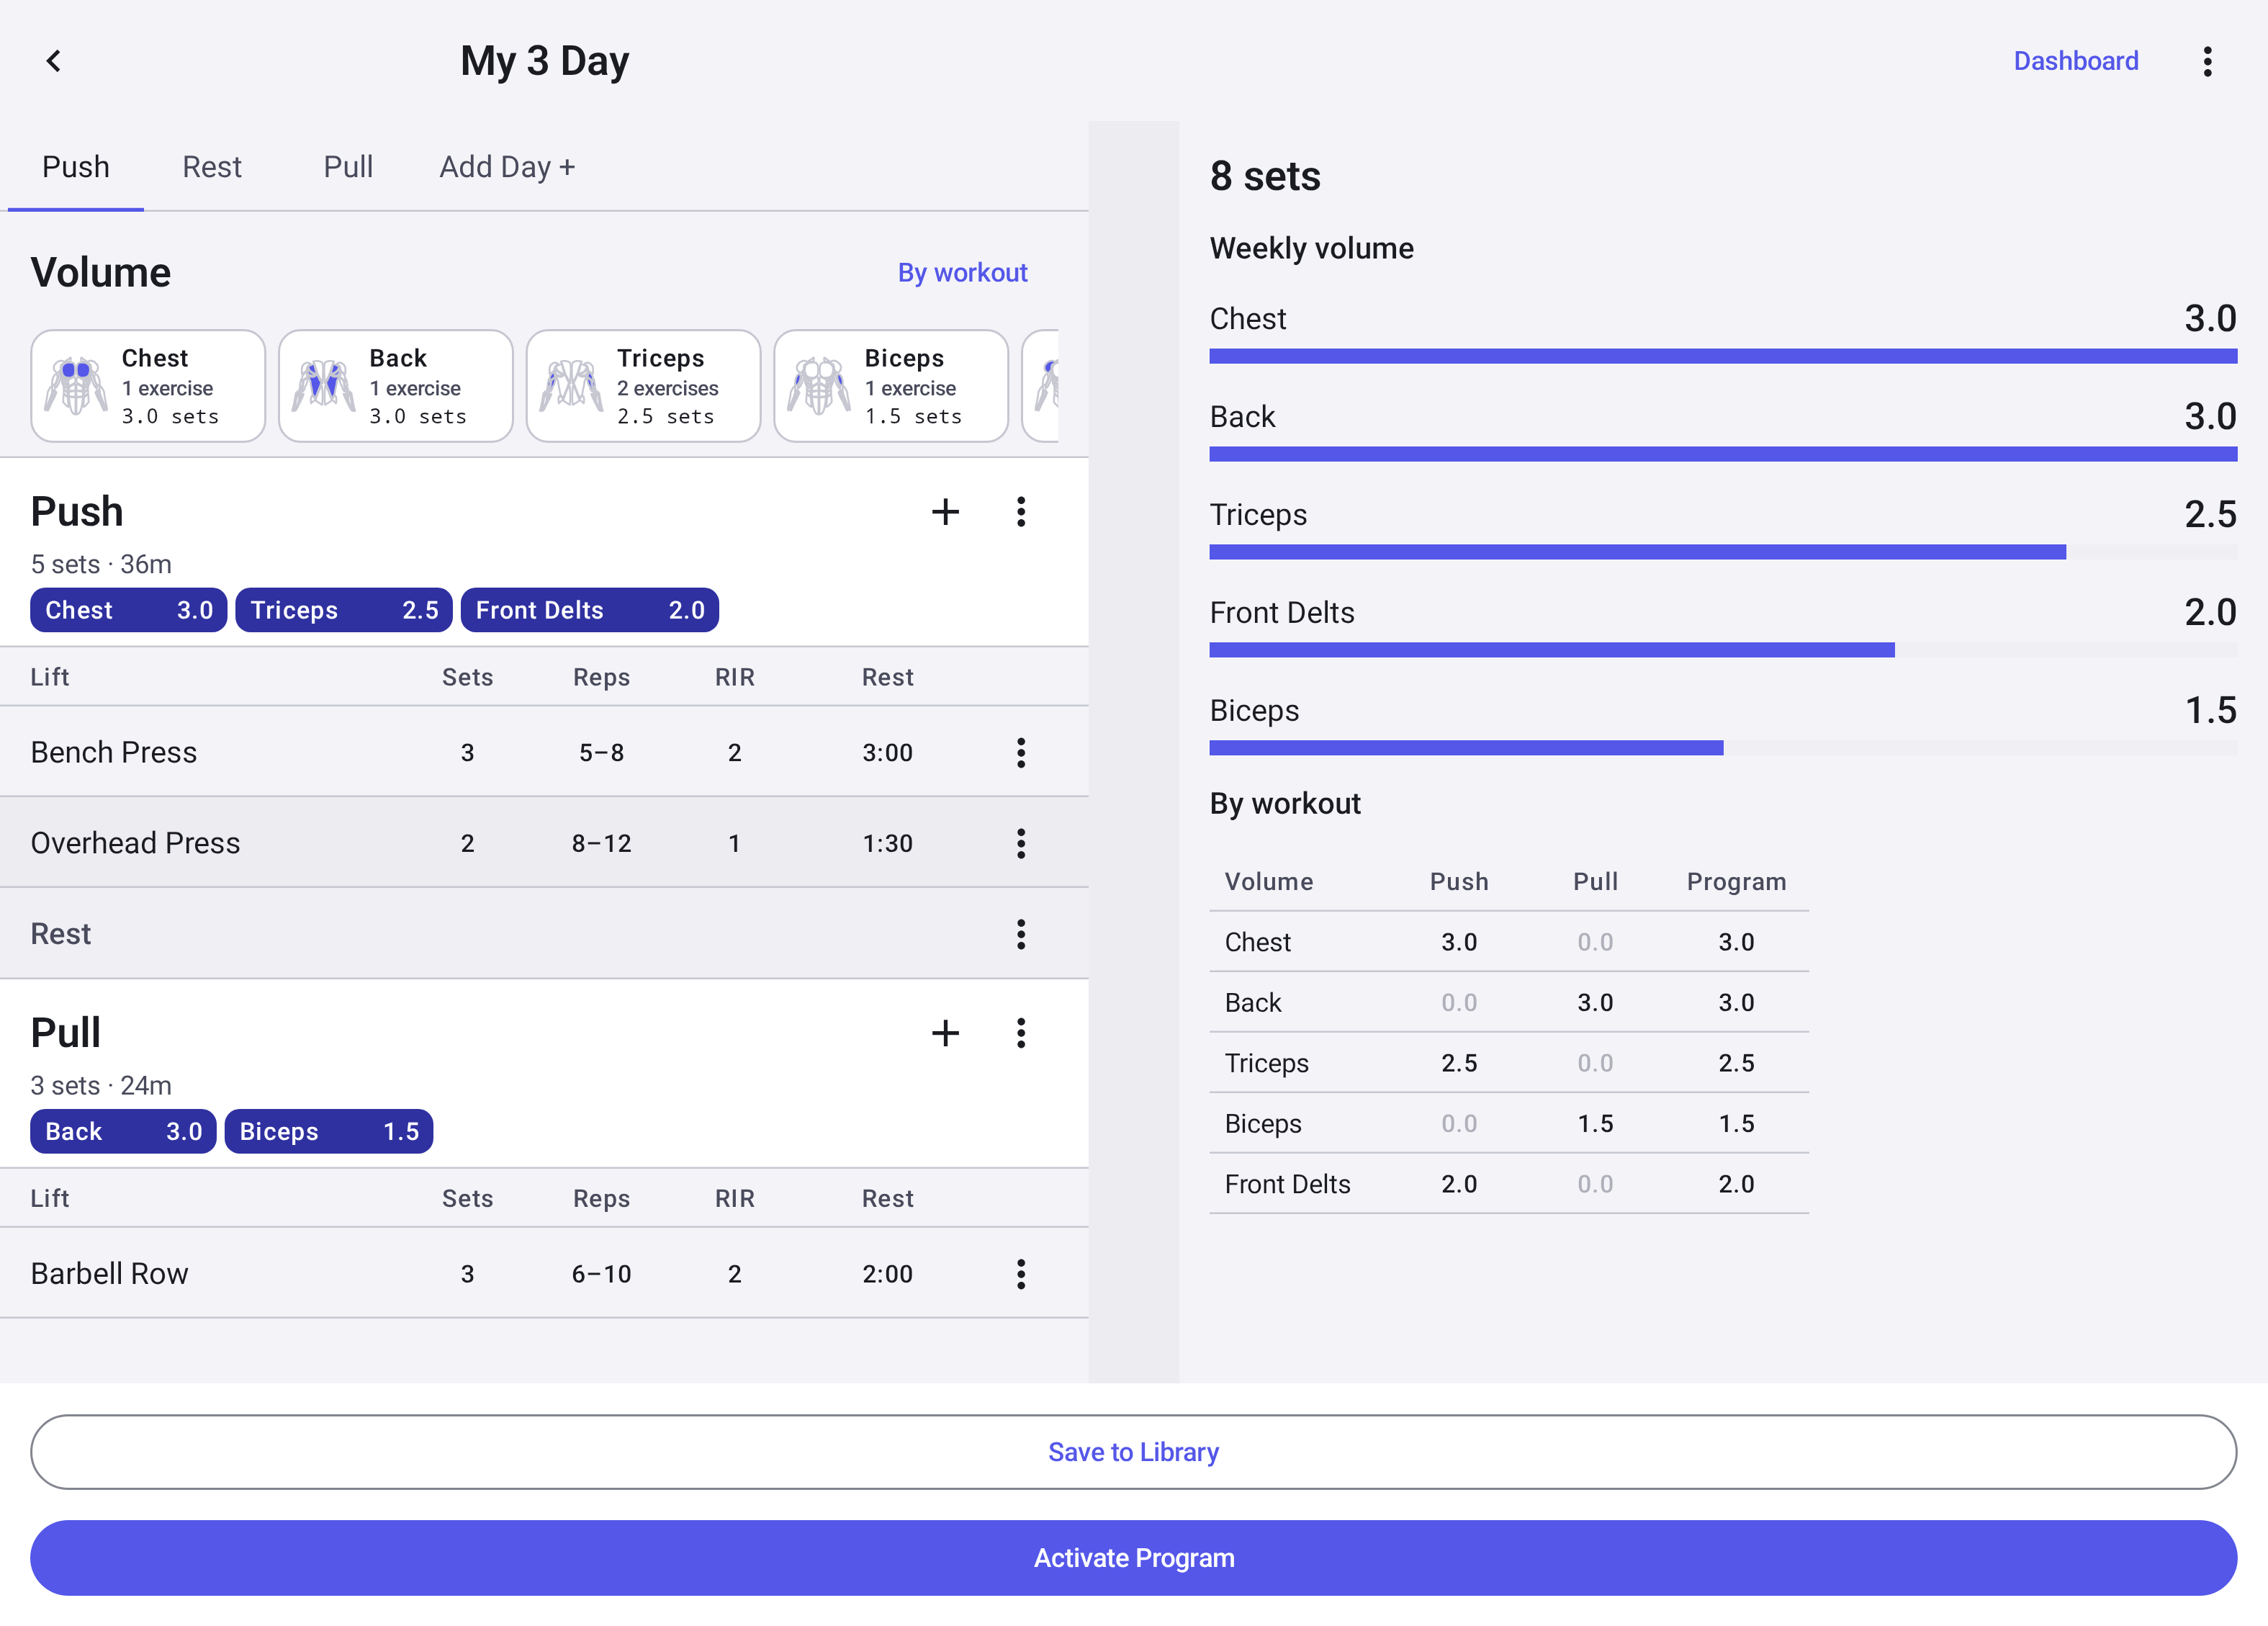 My 3 Day
Dashboard
Push Rest Pull Add Day +
Volume By workout
Chest
1 exercise
3.0 sets
Back
1 exercise
3.0 sets
Triceps
2 exercises
2.5 sets
Biceps
1 exercise
1.5 sets
Push
5 sets · 36m
Chest 3.0 Triceps 2.5 Front Delts 2.0
Lift Sets Reps RIR Rest
Bench Press 3 5–8 2 3:00
Overhead Press 2 8–12 1 1:30
Rest
Pull
3 sets · 24m
Back 3.0 Biceps 1.5
Lift Sets Reps RIR Rest
Barbell Row 3 6–10 2 2:00
8 sets
Weekly volume
Chest 3.0
Back 3.0
Triceps 2.5
Front Delts 2.0
Biceps 1.5
By workout
Volume Push Pull Program
Chest 3.0 0.0 3.0
Back 0.0 3.0 3.0
Triceps 2.5 0.0 2.5
Biceps 0.0 1.5 1.5
Front Delts 2.0 0.0 2.0
Save to Library
Activate Program